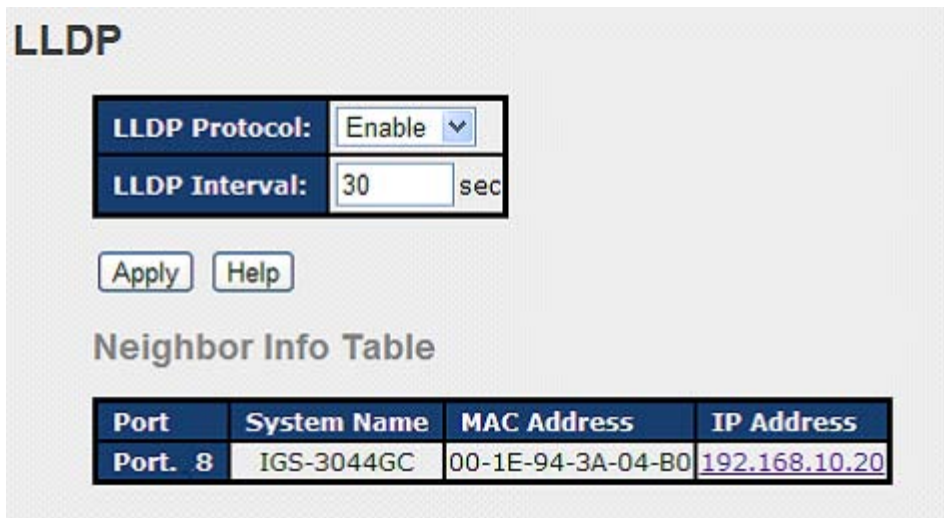 LLDP
LLDP Protocol: Enable
LLDP Interval: 30 sec
Apply Help
Neighbor Info Table
Port System Name MAC Address IP Address
Port. 8 IGS-3044GC 00-1E-94-3A-04-B0 192.168.10.20